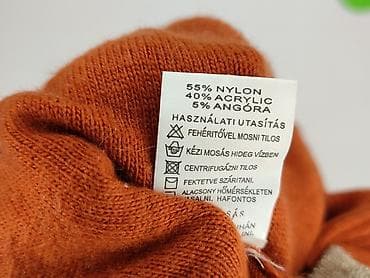 55% NYLON
40% ACRYLIC
5% ANGÓRA
HASZNÁLATI UTASÍTÁS
FEHÉRITŐVEL MOSNI TILOS
KÉZI MOSÁS HIDEG VÍZBEN
CENTRIFUGÁZNI TILOS
FEKTETVE SZÁRÍTANI,
ALACSONY HŐMÉRSÉKLETEN
VASALNI, HAFONTOS